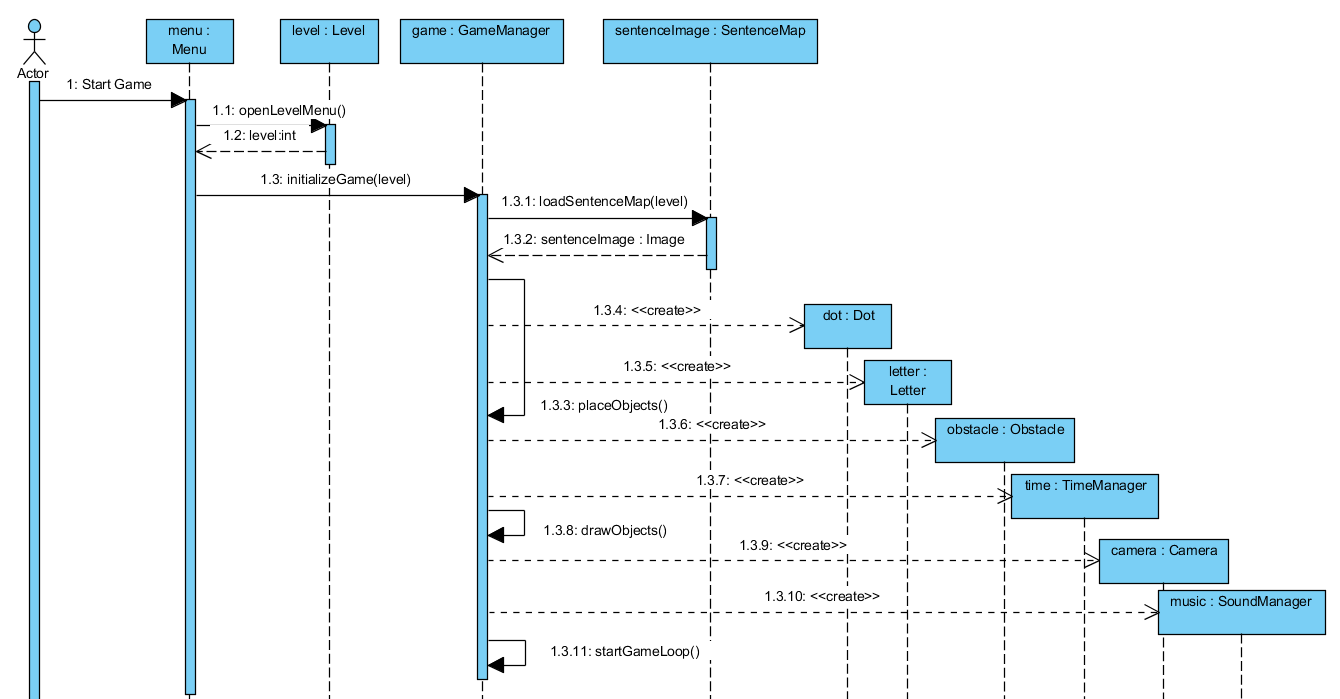 menu :
Menu
level : Level
game : GameManager
sentenceImage : SentenceMap
Actor
1: Start Game
1.1: openLevelMenu()
1.2: level:int
1.3: initializeGame(level)
1.3.1: loadSentenceMap(level)
1.3.2: sentenceImage : Image
1.3.4: <<create>>
dot : Dot
1.3.5: <<create>>
letter :
Letter
1.3.3: placeObjects()
1.3.6: <<create>>
obstacle : Obstacle
1.3.7: <<create>>
time : TimeManager
1.3.8: drawObjects()
1.3.9: <<create>>
camera : Camera
1.3.10: <<create>>
music : SoundManager
1.3.11: startGameLoop()